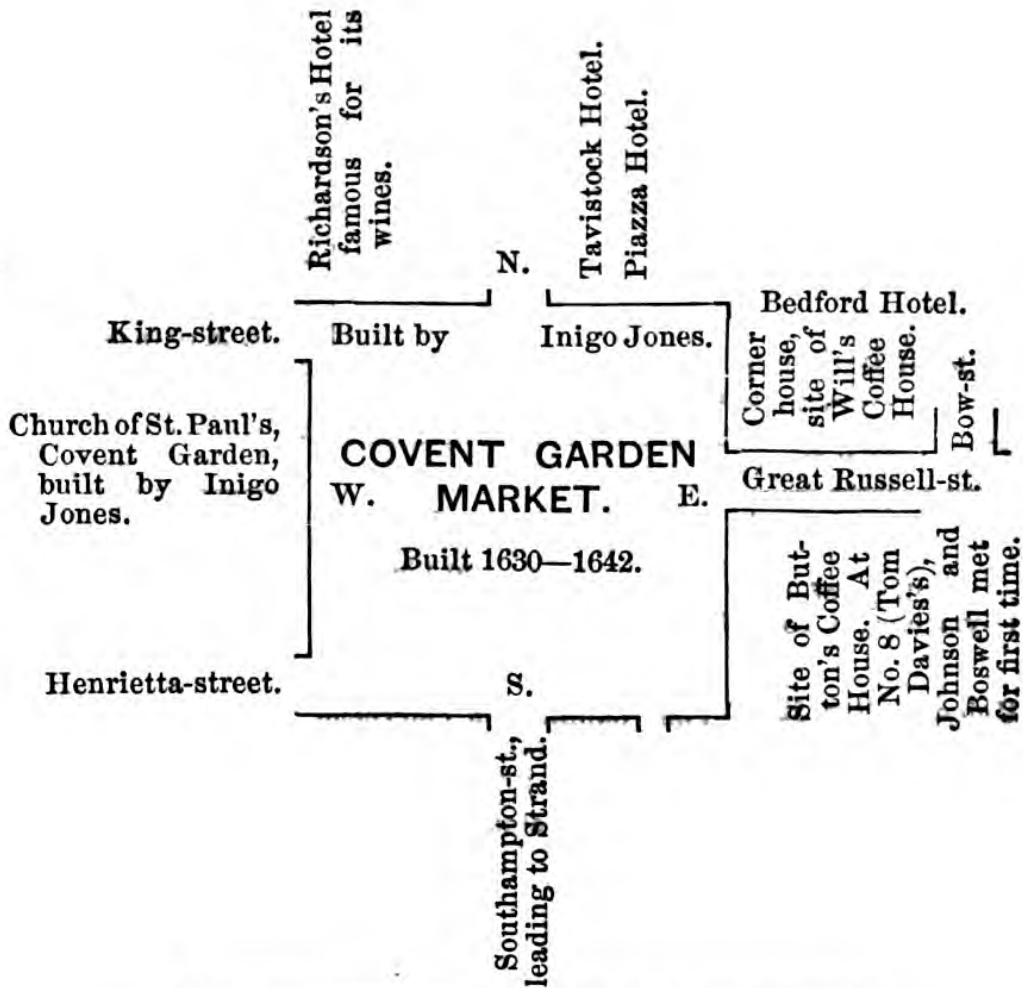 Richardson's Hotel
famous for its
wines.
Tavistock Hotel.
Piazza Hotel.
N.
Bedford Hotel.
King-street.
Built by
Inigo Jones.
Corner
house,
site of
Will's
Coffee
House.
Bow-st.
Church of St. Paul's,
Covent Garden,
built by Inigo
Jones.
COVENT GARDEN
MARKET.
W.
E.
Great Russell-st.
Built 1630—1642.
Site of But-
ton's Coffee
House. At
No. 8 (Tom
Davies's),
Johnson and
Boswell met
for first time.
Henrietta-street.
S.
Southampton-st.,
leading to Strand.